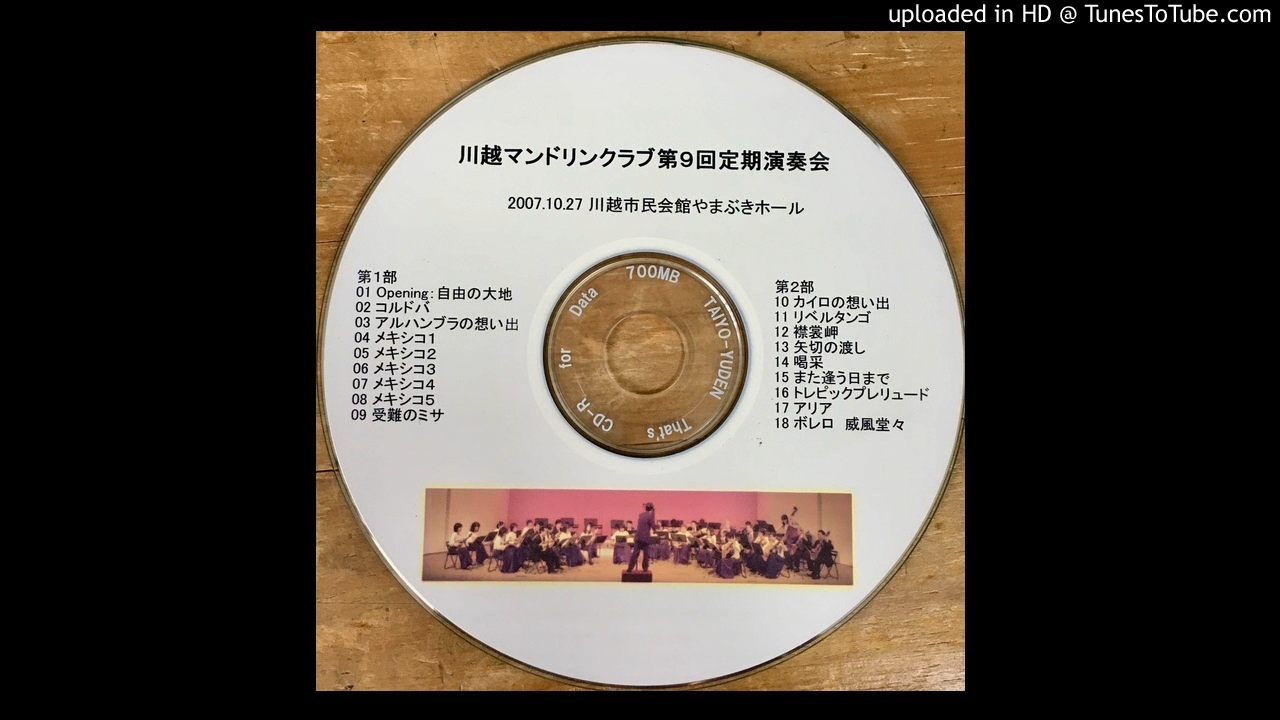 uploaded in HD @ TunesToTube.com
川越マンドリンクラブ第9回定期演奏会
2007.10.27 川越市民会館やまぶきホール
第1部
01 Opening:自由の大地
02 コルドバ
03 アルハンブラの想い出
04 メキシコ1
05 メキシコ2
06 メキシコ3
07 メキシコ4
08 メキシコ5
09 受難のミサ
第2部
10 カイロの想い出
11 リベルタンゴ
12 襟裳岬
13 矢切の渡し
14 喝采
15 また逢う日まで
16 トレピックプレリュード
17 アリア
18 ボレロ 威風堂々
700MB
TAIYO-YUDEN
That's
CD-R
for
Data